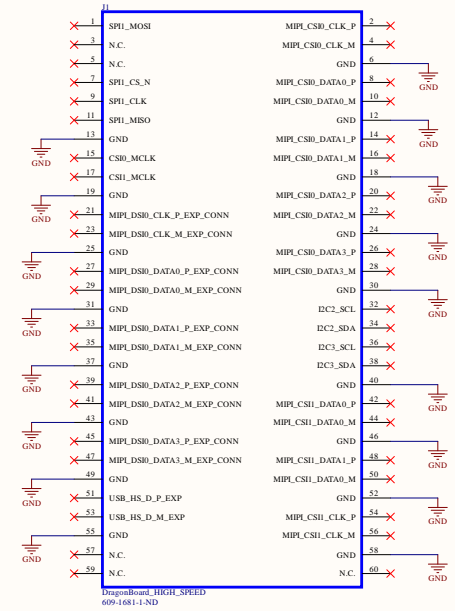 J1
1 SPI1_MOSI MIPI_CSI0_CLK_P 2
3 N.C. MIPI_CSI0_CLK_M 4
5 N.C. GND 6
7 SPI1_CS_N MIPI_CSI0_DATA0_P 8
GND
9 SPI1_CLK MIPI_CSI0_DATA0_M 10
11 SPI1_MISO GND 12
13 GND MIPI_CSI0_DATA1_P 14
GND
GND
15 CSI0_MCLK MIPI_CSI0_DATA1_M 16
17 CSI1_MCLK GND 18
19 GND MIPI_CSI0_DATA2_P 20
GND
GND
21 MIPI_DSI0_CLK_P_EXP_CONN MIPI_CSI0_DATA2_M 22
23 MIPI_DSI0_CLK_M_EXP_CONN GND 24
25 GND MIPI_CSI0_DATA3_P 26
GND
GND
27 MIPI_DSI0_DATA0_P_EXP_CONN MIPI_CSI0_DATA3_M 28
29 MIPI_DSI0_DATA0_M_EXP_CONN GND 30
31 GND I2C2_SCL 32
GND
GND
33 MIPI_DSI0_DATA1_P_EXP_CONN I2C2_SDA 34
35 MIPI_DSI0_DATA1_M_EXP_CONN I2C3_SCL 36
37 GND I2C3_SDA 38
GND
39 MIPI_DSI0_DATA2_P_EXP_CONN GND 40
41 MIPI_DSI0_DATA2_M_EXP_CONN MIPI_CSI1_DATA0_P 42
GND
43 GND MIPI_CSI1_DATA0_M 44
GND
45 MIPI_DSI0_DATA3_P_EXP_CONN GND 46
47 MIPI_DSI0_DATA3_M_EXP_CONN MIPI_CSI1_DATA1_P 48
GND
49 GND MIPI_CSI1_DATA0_M 50
GND
51 USB_HS_D_P_EXP GND 52
53 USB_HS_D_M_EXP MIPI_CSI1_CLK_P 54
GND
55 GND MIPI_CSI1_CLK_M 56
GND
57 N.C. GND 58
59 N.C. N.C. 60
GND
DragonBoard_HIGH_SPEED
609-1681-1-ND